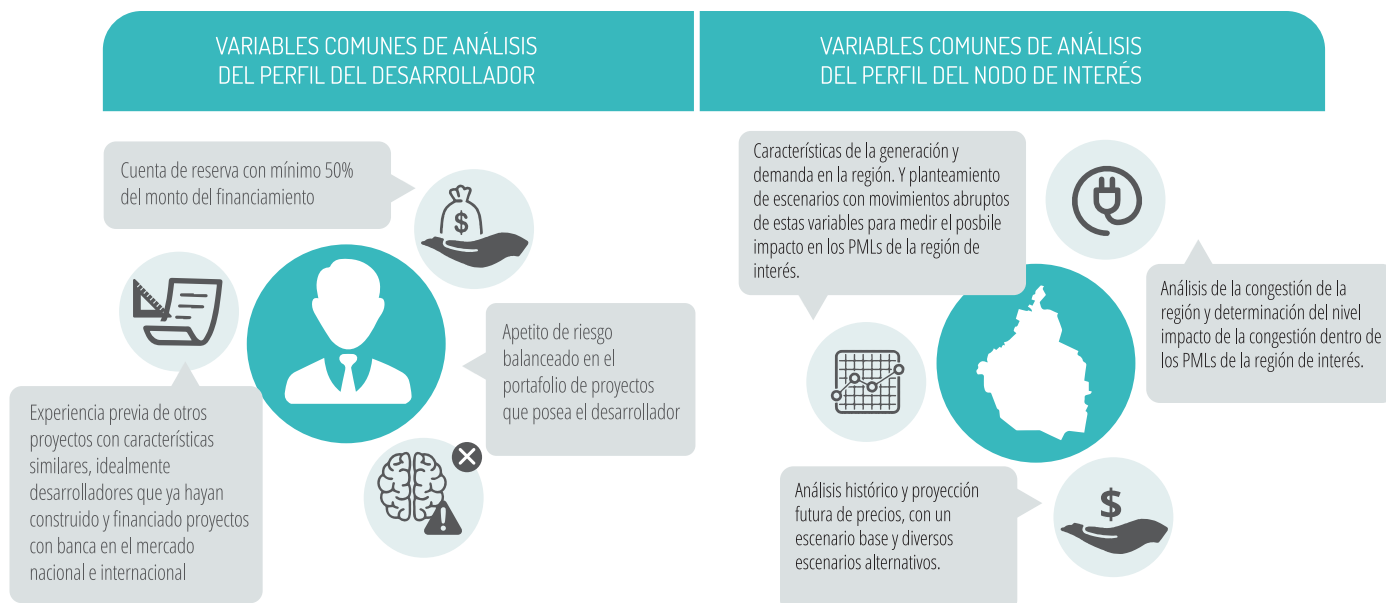 VARIABLES COMUNES DE ANÁLISIS
DEL PERFIL DEL DESARROLLADOR
Cuenta de reserva con mínimo 50%
del monto del financiamiento
$
Apetito de riesgo
balanceado en el
portafolio de proyectos
que posea el desarrollador
Experiencia previa de otros
proyectos con características
similares, idealmente
desarrolladores que ya hayan
construido y financiado proyectos
con banca en el mercado
nacional e internacional
VARIABLES COMUNES DE ANÁLISIS
DEL PERFIL DEL NODO DE INTERÉS
Características de la generación y
demanda en la región. Y planteamiento
de escenarios con movimientos abruptos
de estas variables para medir el posbile
impacto en los PMLs de la región de
interés.
Análisis de la congestión de la
región y determinación del nivel
impacto de la congestión dentro de
los PMLs de la región de interés.
Análisis histórico y proyección
futura de precios, con un
escenario base y diversos
escenarios alternativos.
$